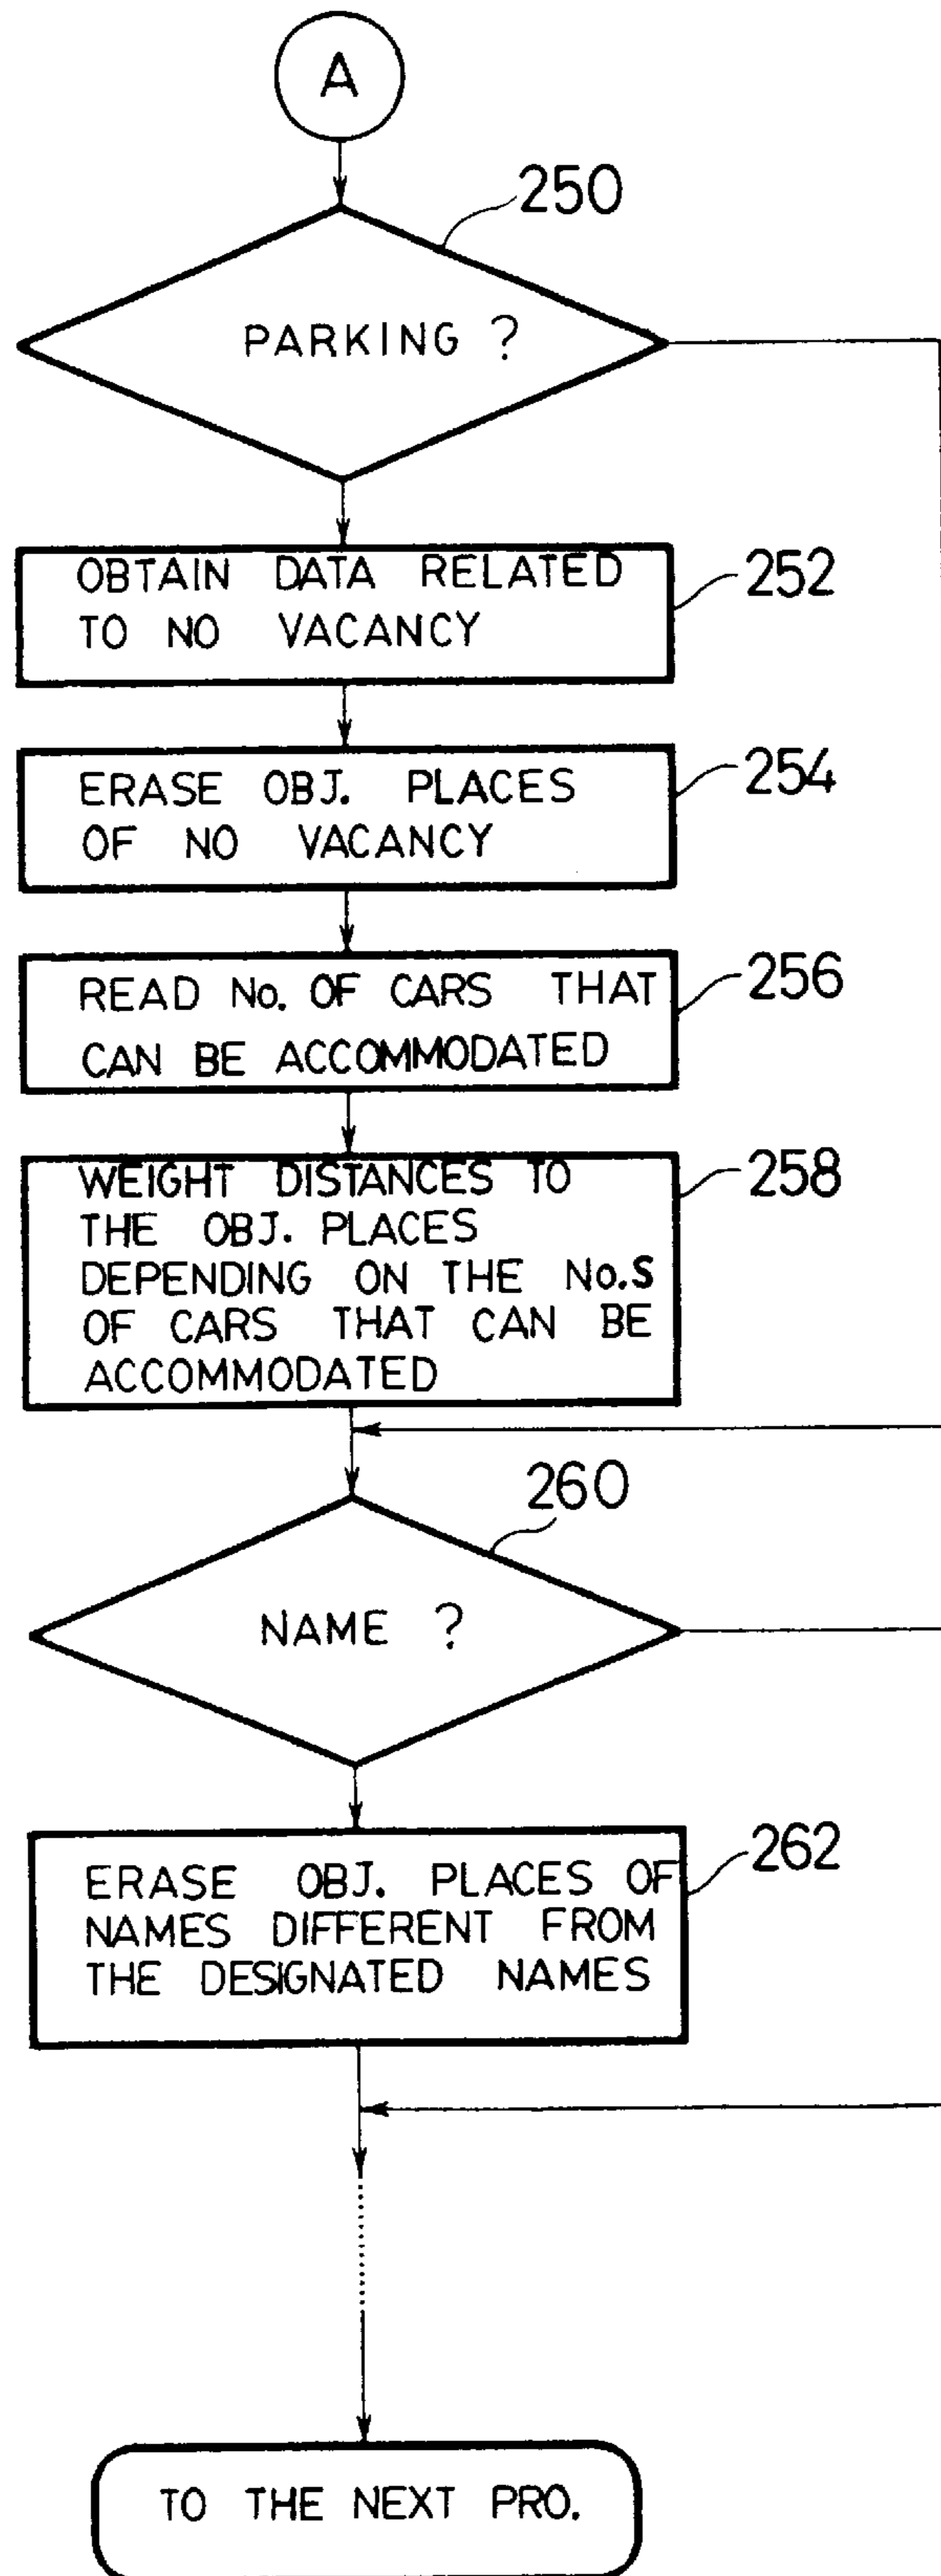 A
250
PARKING ?
OBTAIN DATA RELATED
TO NO VACANCY
252
ERASE OBJ. PLACES
OF NO VACANCY
254
READ No. OF CARS THAT
CAN BE ACCOMMODATED
256
WEIGHT DISTANCES TO
THE OBJ. PLACES
DEPENDING ON THE No.S
OF CARS THAT CAN BE
ACCOMMODATED
258
260
NAME ?
ERASE OBJ. PLACES OF
NAMES DIFFERENT FROM
THE DESIGNATED NAMES
262
TO THE NEXT PRO.